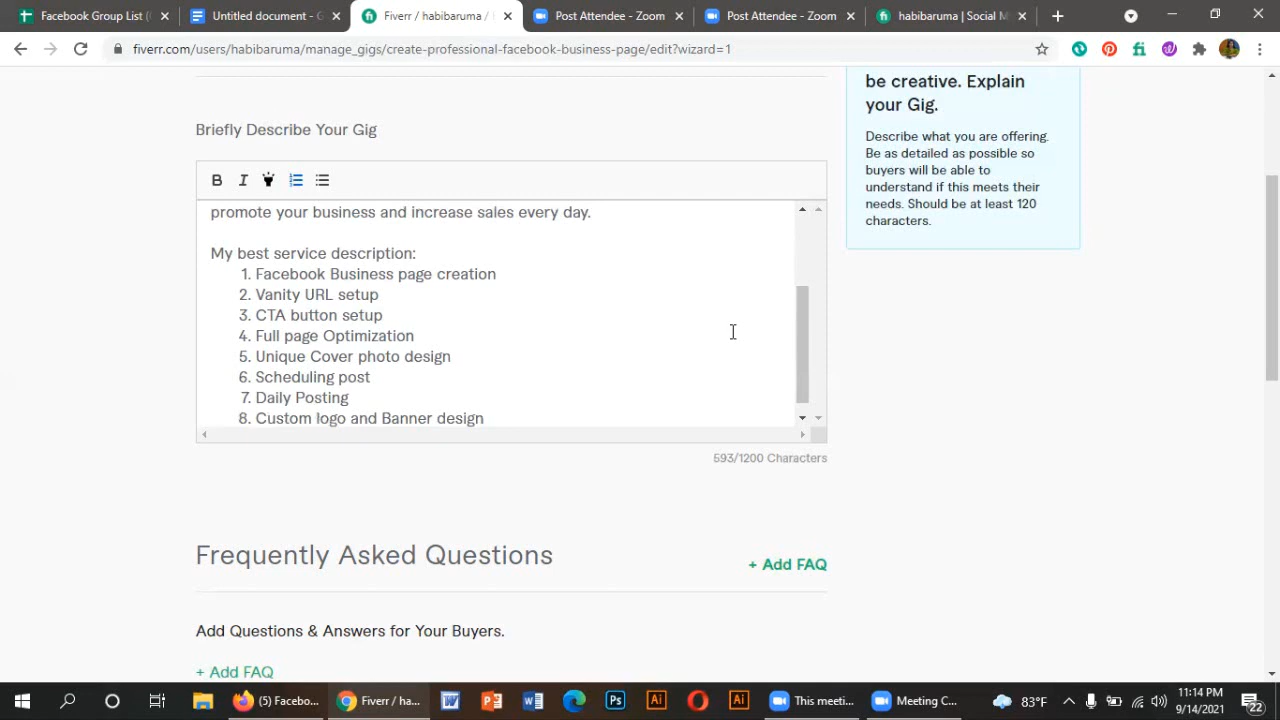 Facebook Group List (
Untitled document - G
Fiverr / habibaruma /
Post Attendee - Zoom
Post Attendee - Zoom
habibaruma | Social M
fiverr.com/users/habibaruma/manage_gigs/create-professional-facebook-business-page/edit?wizard=1
be creative. Explain
your Gig.
Describe what you are offering.
Be as detailed as possible so
buyers will be able to
understand if this meets their
needs. Should be at least 120
characters.
Briefly Describe Your Gig
B I
promote your business and increase sales every day.
My best service description:
1. Facebook Business page creation
2. Vanity URL setup
3. CTA button setup
4. Full page Optimization
5. Unique Cover photo design
6. Scheduling post
7. Daily Posting
8. Custom logo and Banner design
593/1200 Characters
Frequently Asked Questions
+ Add FAQ
Add Questions & Answers for Your Buyers.
+ Add FAQ
(5) Facebo...
Fiverr / ha...
Ps
Ai
Ai
This meeti...
Meeting C...
83°F
11:14 PM
9/14/2021
22